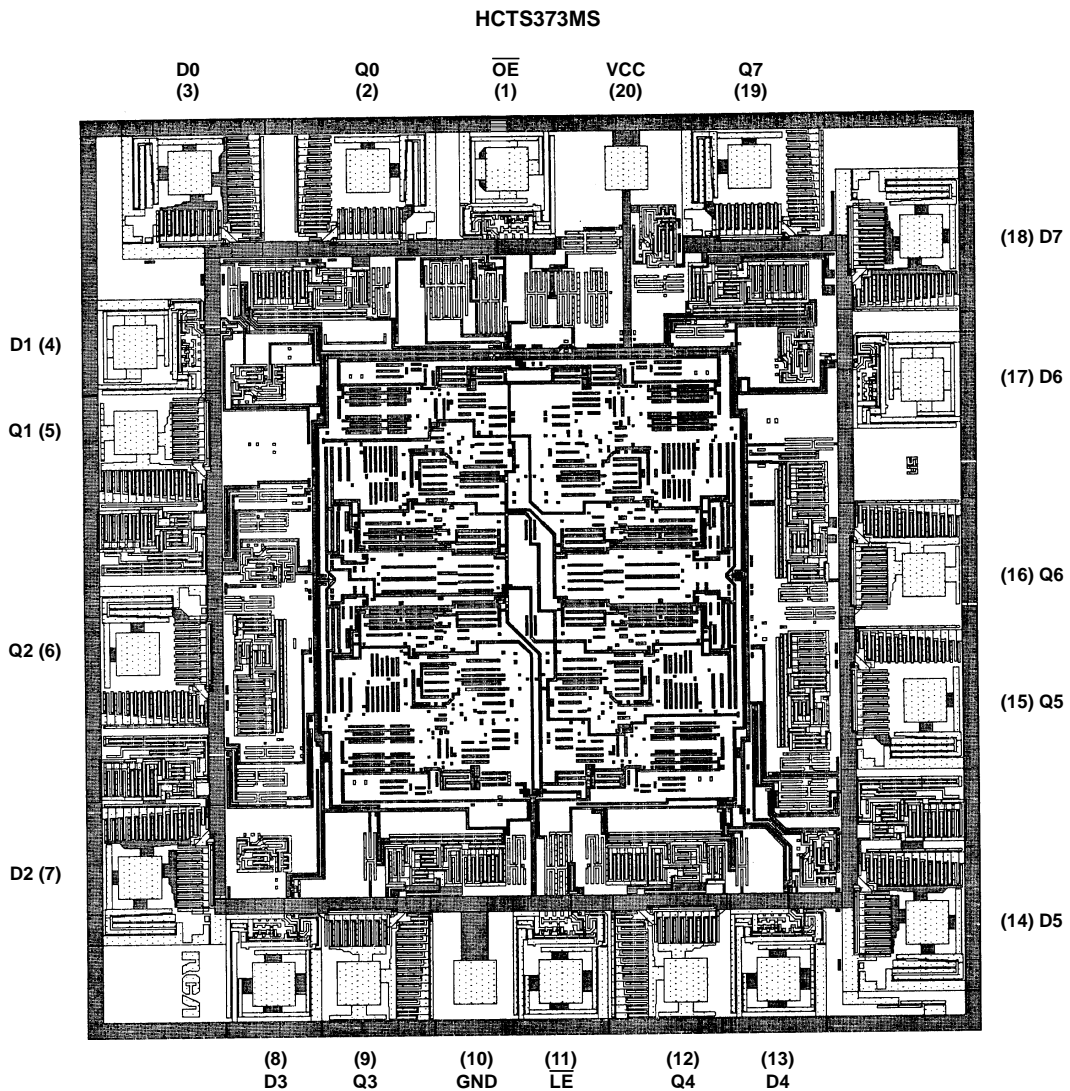 HCTS373MS
D0 Q0 OE VCC Q7
(3) (2) (1) (20) (19)
(18) D7
D1 (4)
(17) D6
Q1 (5)
(16) Q6
Q2 (6)
(15) Q5
D2 (7)
(14) D5
RCA
(8) (9) (10) (11) (12) (13)
D3 Q3 GND LE Q4 D4